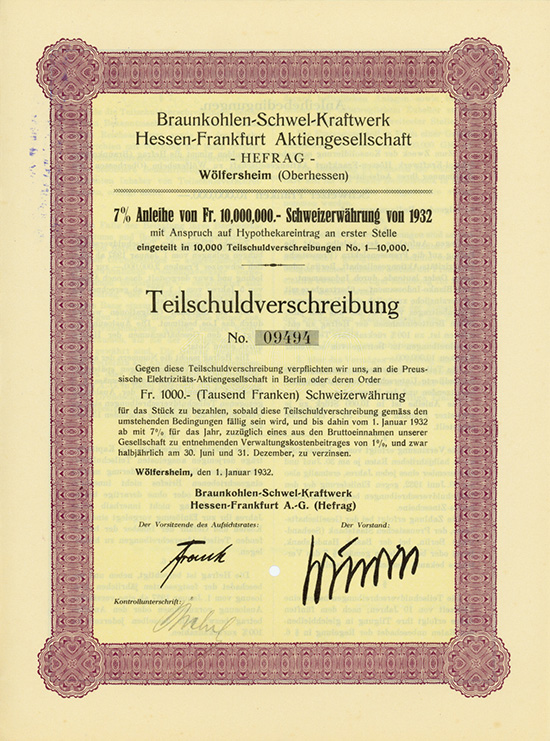 Braunkohlen-Schwel-Kraftwerk
Hessen-Frankfurt Aktiengesellschaft
- HEFRAG -
Wölfersheim (Oberhessen)
7% Anleihe von Fr. 10,000,000.- Schweizerwährung von 1932
mit Anspruch auf Hypothekareintrag an erster Stelle
eingeteilt in 10,000 Teilschuldverschreibungen No. 1—10,000.
Teilschuldverschreibung
No. 09494
Gegen diese Teilschuldverschreibung verpflichten wir uns, an die Preus-
sische Elektrizitäts-Aktiengesellschaft in Berlin oder deren Order
Fr. 1000.- (Tausend Franken) Schweizerwährung
für das Stück zu bezahlen, sobald diese Teilschuldverschreibung gemäss den
umstehenden Bedingungen fällig sein wird, und bis dahin vom 1. Januar 1932
ab mit 7% für das Jahr, zuzüglich eines aus den Bruttoeinnahmen unserer
Gesellschaft zu entnehmenden Verwaltungskostenbeitrages von 1%, und zwar
halbjährlich am 30. Juni und 31. Dezember, zu verzinsen.
Wölfersheim, den 1. Januar 1932.
Braunkohlen-Schwel-Kraftwerk
Hessen-Frankfurt A.-G. (Hefrag)
Der Vorsitzende des Aufsichtsrates: Der Vorstand:
Frank
Kontrollunterschrift: